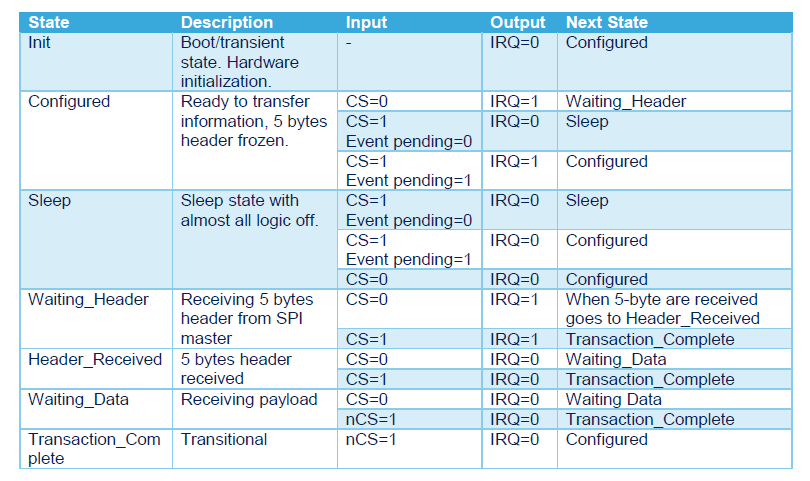 State Description Input Output Next State
Init Boot/transient - IRQ=0 Configured
state. Hardware
initialization.
Configured Ready to transfer CS=0 IRQ=1 Waiting_Header
information, 5 bytes CS=1 IRQ=0 Sleep
header frozen. Event pending=0
CS=1 IRQ=1 Configured
Event pending=1
Sleep Sleep state with CS=1 IRQ=0 Sleep
almost all logic off. Event pending=0
CS=1 IRQ=0 Configured
Event pending=1
CS=0 IRQ=0 Configured
Waiting_Header Receiving 5 bytes CS=0 IRQ=1 When 5-byte are received
header from SPI goes to Header_Received
master CS=1 IRQ=1 Transaction_Complete
Header_Received 5 bytes header CS=0 IRQ=0 Waiting_Data
received CS=1 IRQ=0 Transaction_Complete
Waiting_Data Receiving payload CS=0 IRQ=0 Waiting Data
nCS=1 IRQ=0 Transaction_Complete
Transaction_Com Transitional nCS=1 IRQ=0 Configured
plete